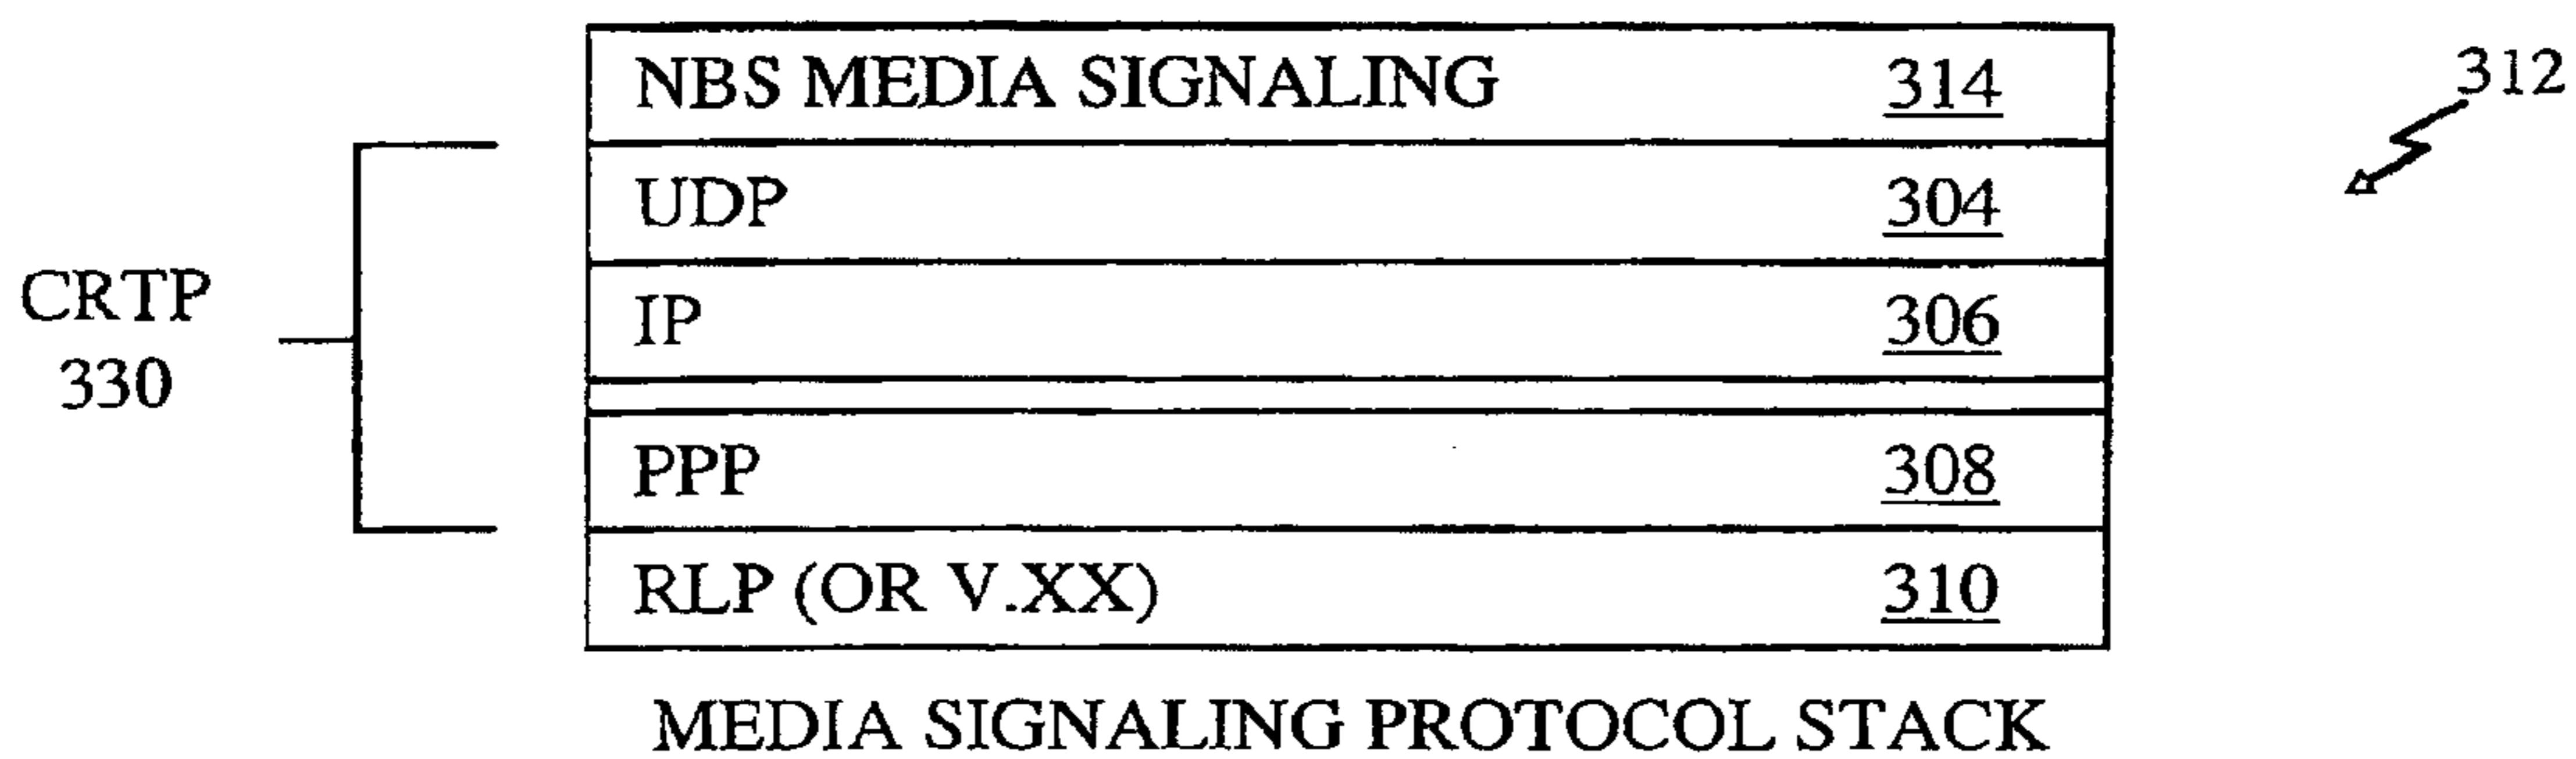 NBS MEDIA SIGNALING 314
312
UDP 304
CRTP
330
IP 306
PPP 308
RLP (OR V.XX) 310
MEDIA SIGNALING PROTOCOL STACK